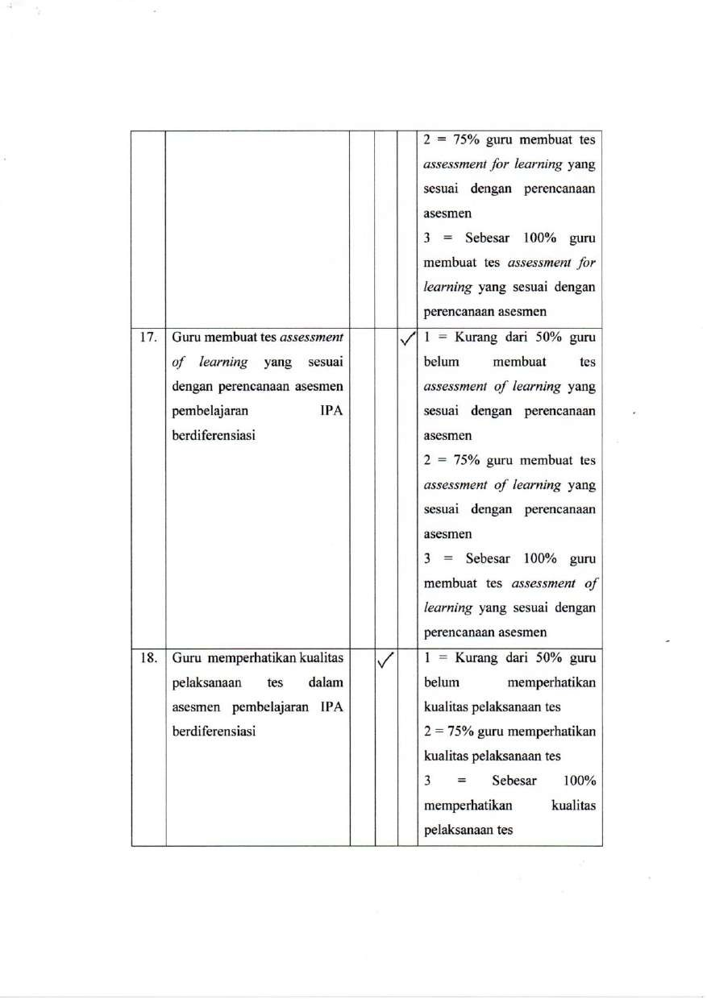 2 = 75% guru membuat tes
assessment for learning yang
sesuai dengan perencanaan
asesmen
3 = Sebesar 100% guru
membuat tes assessment for
learning yang sesuai dengan
perencanaan asesmen
17.
Guru membuat tes assessment
of learning yang sesuai
dengan perencanaan asesmen
pembelajaran IPA
berdiferensiasi
✓
1 = Kurang dari 50% guru
belum membuat tes
assessment of learning yang
sesuai dengan perencanaan
asesmen
2 = 75% guru membuat tes
assessment of learning yang
sesuai dengan perencanaan
asesmen
3 = Sebesar 100% guru
membuat tes assessment of
learning yang sesuai dengan
perencanaan asesmen
18.
Guru memperhatikan kualitas
pelaksanaan tes dalam
asesmen pembelajaran IPA
berdiferensiasi
✓
1 = Kurang dari 50% guru
belum memperhatikan
kualitas pelaksanaan tes
2 = 75% guru memperhatikan
kualitas pelaksanaan tes
3 = Sebesar 100%
memperhatikan kualitas
pelaksanaan tes